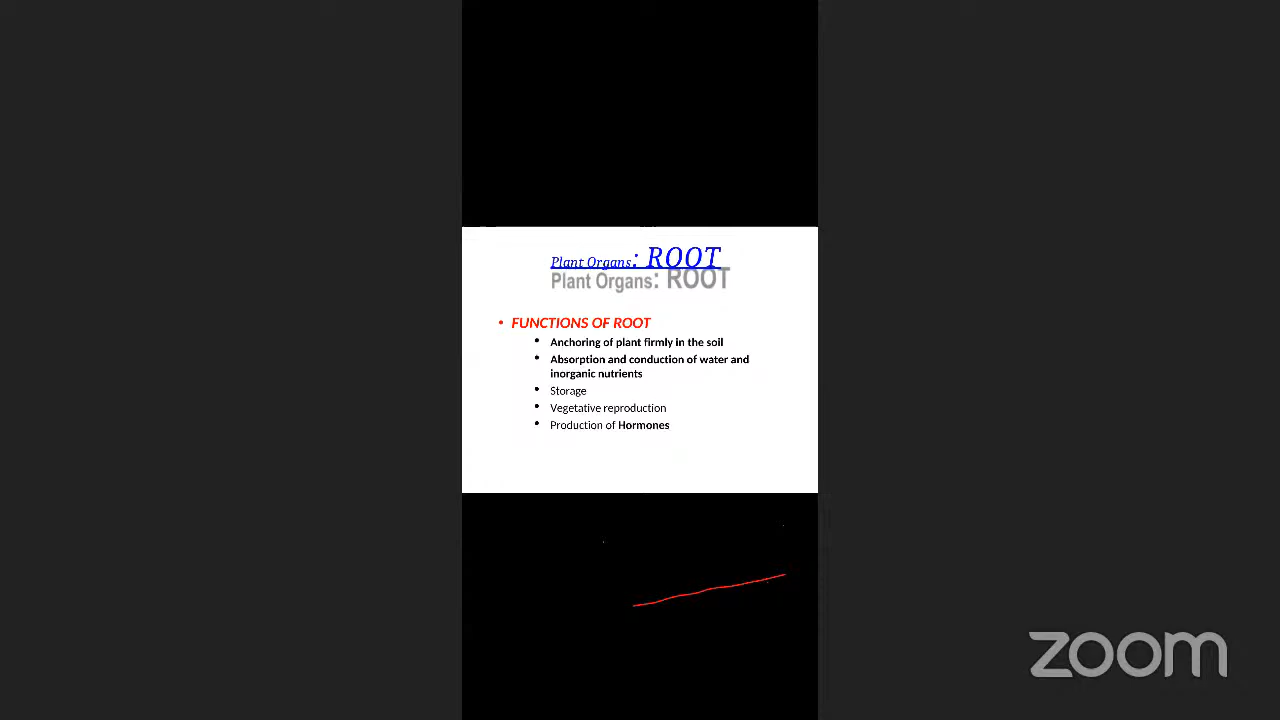 Plant Organs: ROOT
Plant Organs: ROOT
• FUNCTIONS OF ROOT
• Anchoring of plant firmly in the soil
• Absorption and conduction of water and
inorganic nutrients
• Storage
• Vegetative reproduction
• Production of Hormones
zoom